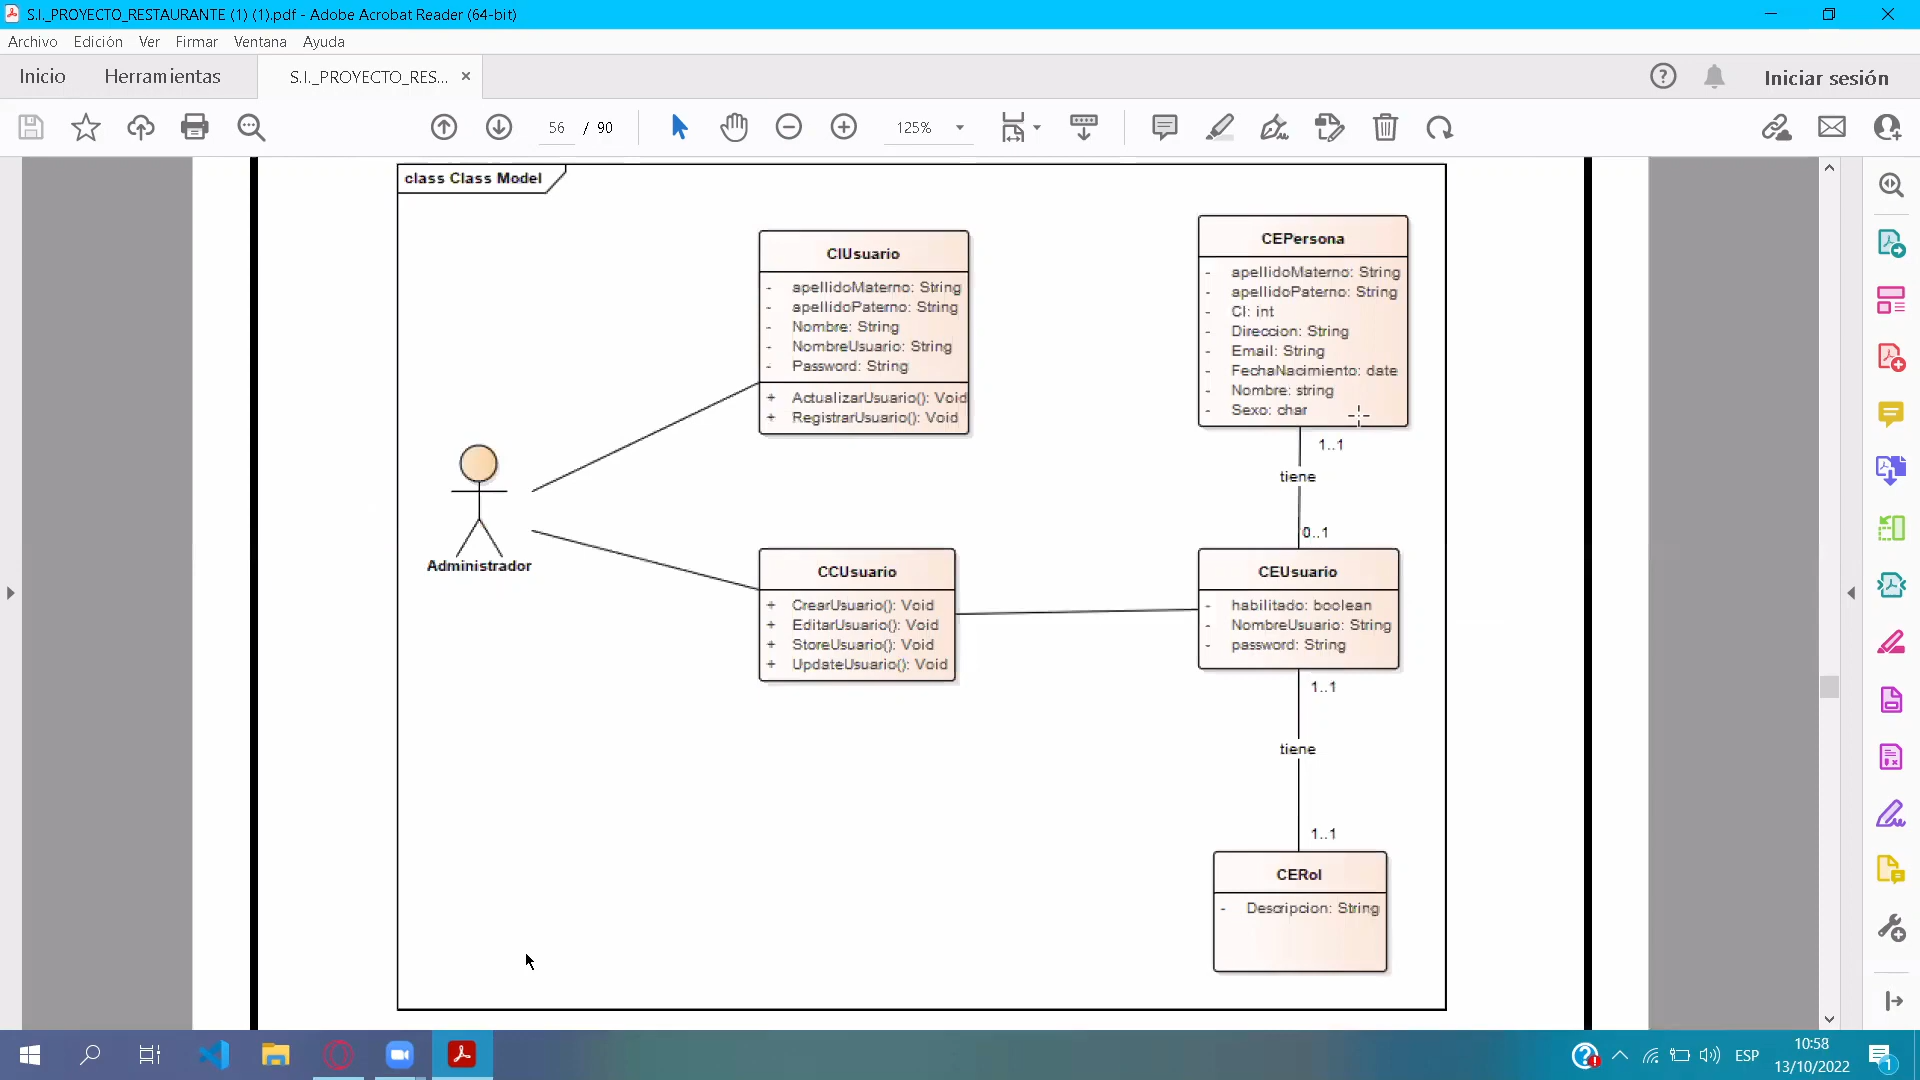 S.I._PROYECTO_RESTAURANTE (1) (1).pdf - Adobe Acrobat Reader (64-bit)
Archivo Edición Ver Firmar Ventana Ayuda
Inicio Herramientas S.I._PROYECTO_RES... × Iniciar sesión
56 / 90 125%
class Class Model
CIUsuario
- apellidoMaterno: String
- apellidoPaterno: String
- Nombre: String
- NombreUsuario: String
- Password: String
+ ActualizarUsuario(): Void
+ RegistrarUsuario(): Void
CEPersona
- apellidoMaterno: String
- apellidoPaterno: String
- CI: int
- Direccion: String
- Email: String
- FechaNacimiento: date
- Nombre: string
- Sexo: char
1..1
tiene
0..1
Administrador
CCUsuario
+ CrearUsuario(): Void
+ EditarUsuario(): Void
+ StoreUsuario(): Void
+ UpdateUsuario(): Void
CEUsuario
- habilitado: boolean
- NombreUsuario: String
- password: String
1..1
tiene
1..1
CERol
- Descripcion: String
ESP
10:58
13/10/2022
1